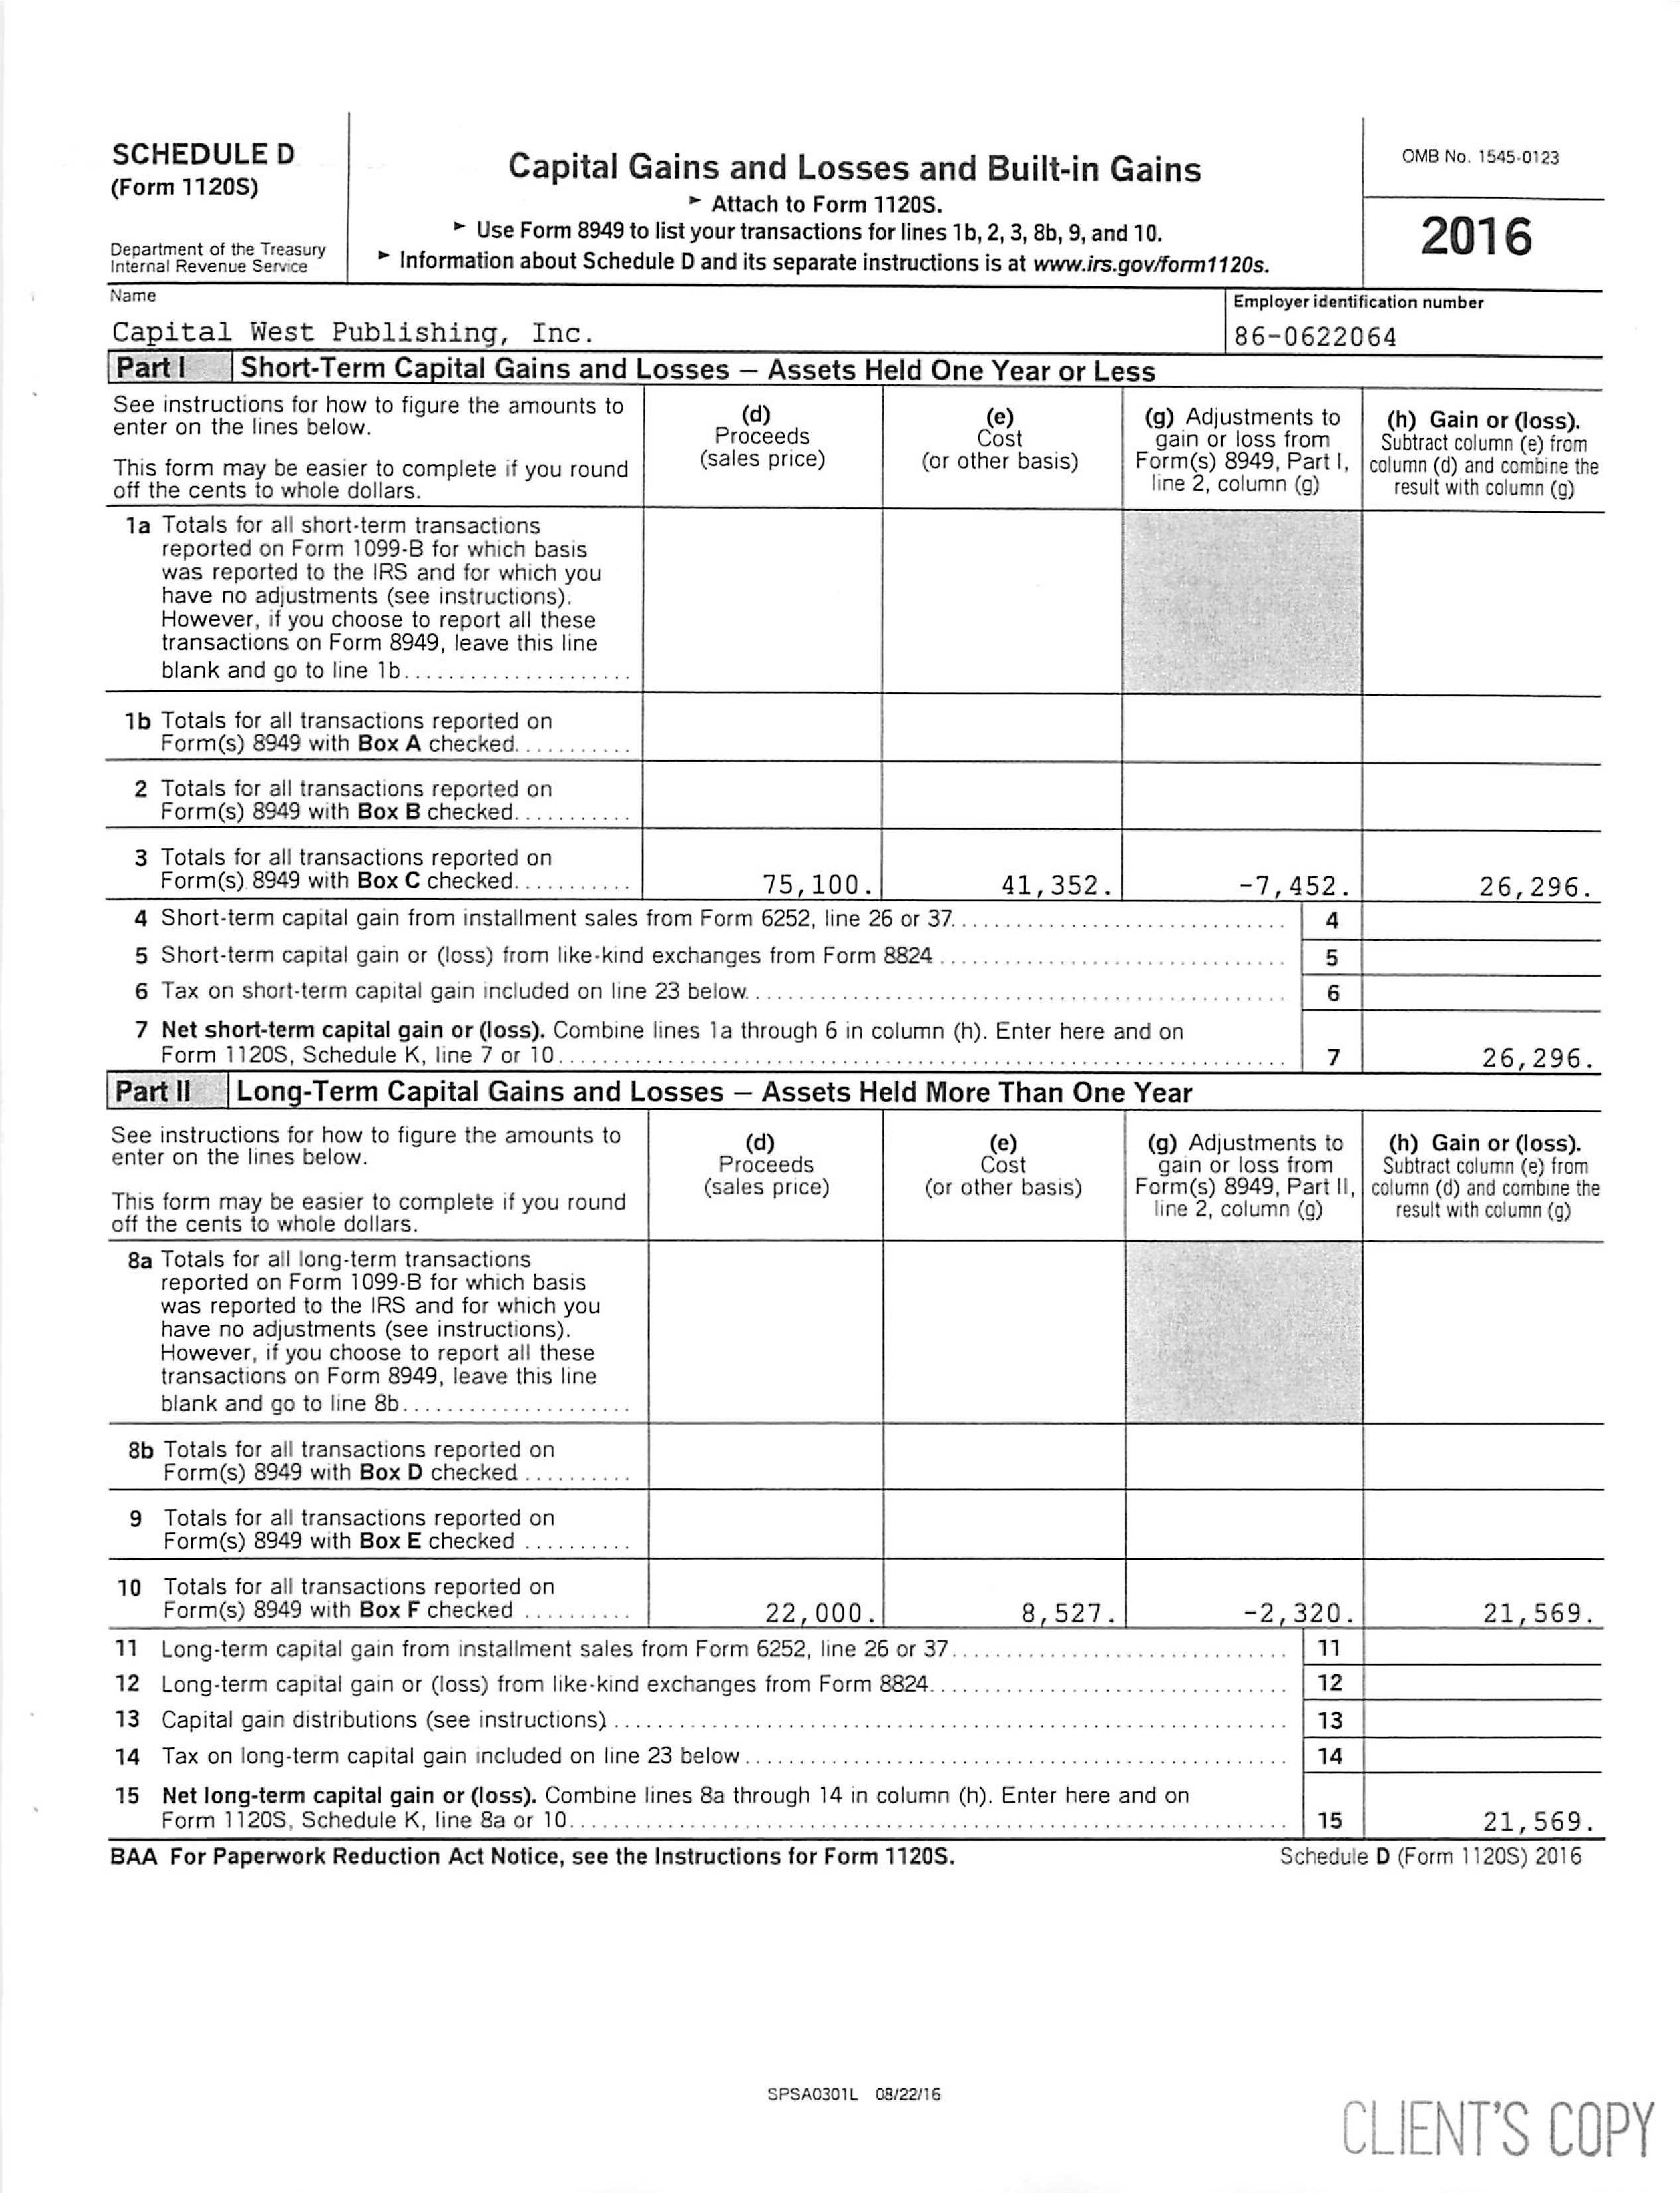 SCHEDULE D
(Form 1120S)
Department of the Treasury
Internal Revenue Service
Capital Gains and Losses and Built-in Gains
► Attach to Form 1120S.
► Use Form 8949 to list your transactions for lines 1b, 2, 3, 8b, 9, and 10.
► Information about Schedule D and its separate instructions is at www.irs.gov/form1120s.
OMB No. 1545-0123
2016
Name
Capital West Publishing, Inc.
Employer identification number
86-0622064
Part I Short-Term Capital Gains and Losses – Assets Held One Year or Less
See instructions for how to figure the amounts to
enter on the lines below.
This form may be easier to complete if you round
off the cents to whole dollars.
(d)
Proceeds
(sales price)
(e)
Cost
(or other basis)
(g) Adjustments to
gain or loss from
Form(s) 8949, Part I,
line 2, column (g)
(h) Gain or (loss).
Subtract column (e) from
column (d) and combine the
result with column (g)
1a Totals for all short-term transactions
reported on Form 1099-B for which basis
was reported to the IRS and for which you
have no adjustments (see instructions).
However, if you choose to report all these
transactions on Form 8949, leave this line
blank and go to line 1b.....................
1b Totals for all transactions reported on
Form(s) 8949 with Box A checked...........
2 Totals for all transactions reported on
Form(s) 8949 with Box B checked...........
3 Totals for all transactions reported on
Form(s) 8949 with Box C checked........... 75,100. 41,352. -7,452. 26,296.
4 Short-term capital gain from installment sales from Form 6252, line 26 or 37.............................. 4
5 Short-term capital gain or (loss) from like-kind exchanges from Form 8824.............................. 5
6 Tax on short-term capital gain included on line 23 below.............................. 6
7 Net short-term capital gain or (loss). Combine lines 1a through 6 in column (h). Enter here and on
Form 1120S, Schedule K, line 7 or 10.............................. 7 26,296.
Part II Long-Term Capital Gains and Losses – Assets Held More Than One Year
See instructions for how to figure the amounts to
enter on the lines below.
This form may be easier to complete if you round
off the cents to whole dollars.
(d)
Proceeds
(sales price)
(e)
Cost
(or other basis)
(g) Adjustments to
gain or loss from
Form(s) 8949, Part II,
line 2, column (g)
(h) Gain or (loss).
Subtract column (e) from
column (d) and combine the
result with column (g)
8a Totals for all long-term transactions
reported on Form 1099-B for which basis
was reported to the IRS and for which you
have no adjustments (see instructions).
However, if you choose to report all these
transactions on Form 8949, leave this line
blank and go to line 8b.....................
8b Totals for all transactions reported on
Form(s) 8949 with Box D checked ..........
9 Totals for all transactions reported on
Form(s) 8949 with Box E checked ..........
10 Totals for all transactions reported on
Form(s) 8949 with Box F checked .......... 22,000. 8,527. -2,320. 21,569.
11 Long-term capital gain from installment sales from Form 6252, line 26 or 37.............................. 11
12 Long-term capital gain or (loss) from like-kind exchanges from Form 8824.............................. 12
13 Capital gain distributions (see instructions).............................. 13
14 Tax on long-term capital gain included on line 23 below.............................. 14
15 Net long-term capital gain or (loss). Combine lines 8a through 14 in column (h). Enter here and on
Form 1120S, Schedule K, line 8a or 10.............................. 15 21,569.
BAA For Paperwork Reduction Act Notice, see the Instructions for Form 1120S. Schedule D (Form 1120S) 2016
SPSA0301L 08/22/16
CLIENT'S COPY